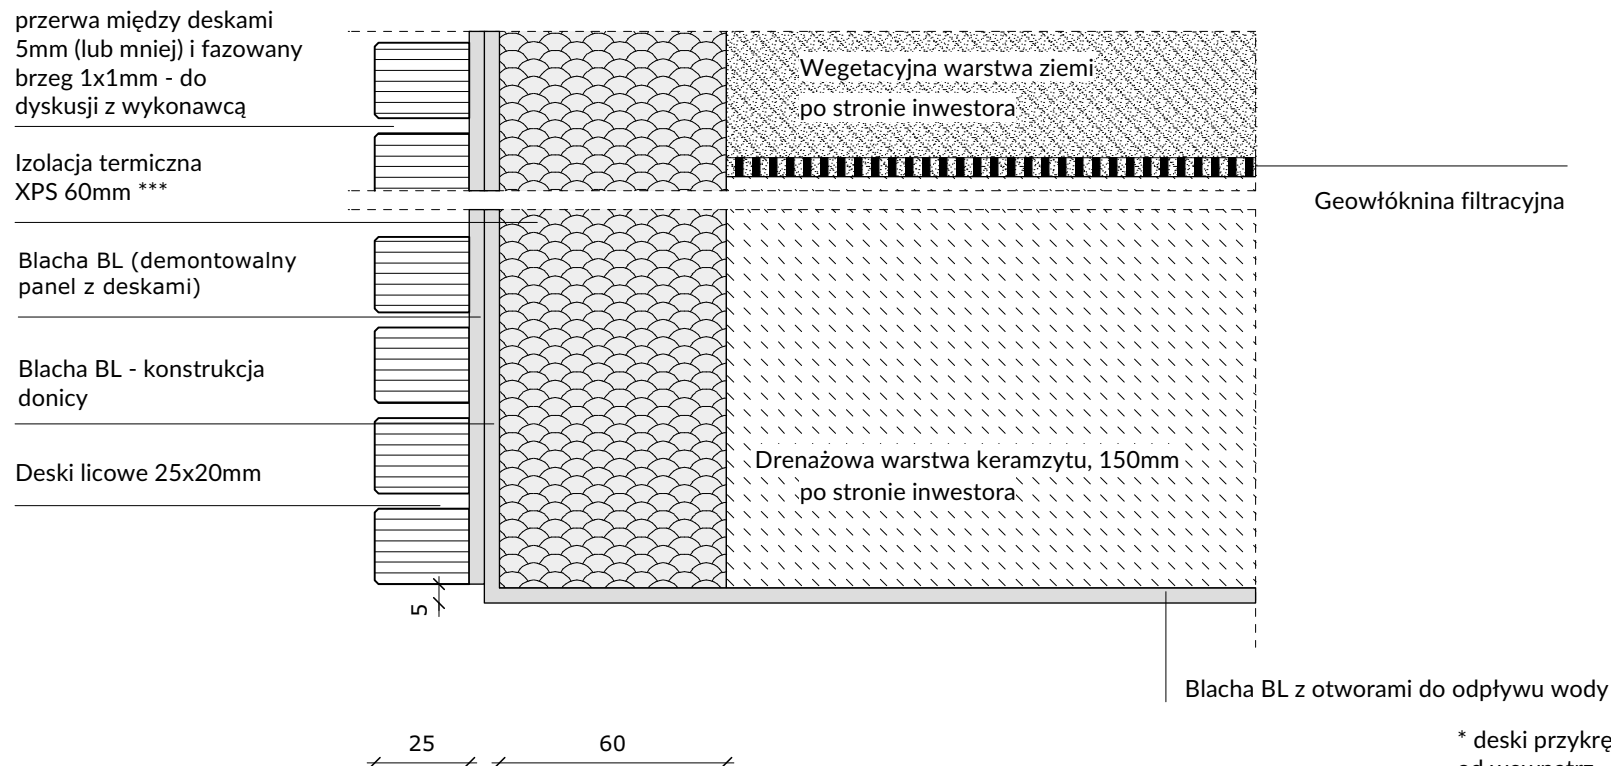 przerwa między deskami
5mm (lub mniej) i fazowany
brzeg 1x1mm - do
dyskusji z wykonawcą
Izolacja termiczna
XPS 60mm ***
Blacha BL (demontowalny
panel z deskami)
Blacha BL - konstrukcja
donicy
Deski licowe 25x20mm
Wegetacyjna warstwa ziemi
po stronie inwestora
Geowłóknina filtracyjna
Drenażowa warstwa keramzytu, 150mm
po stronie inwestora
5
Blacha BL z otworami do odpływu wody
25
60
* deski przykrę